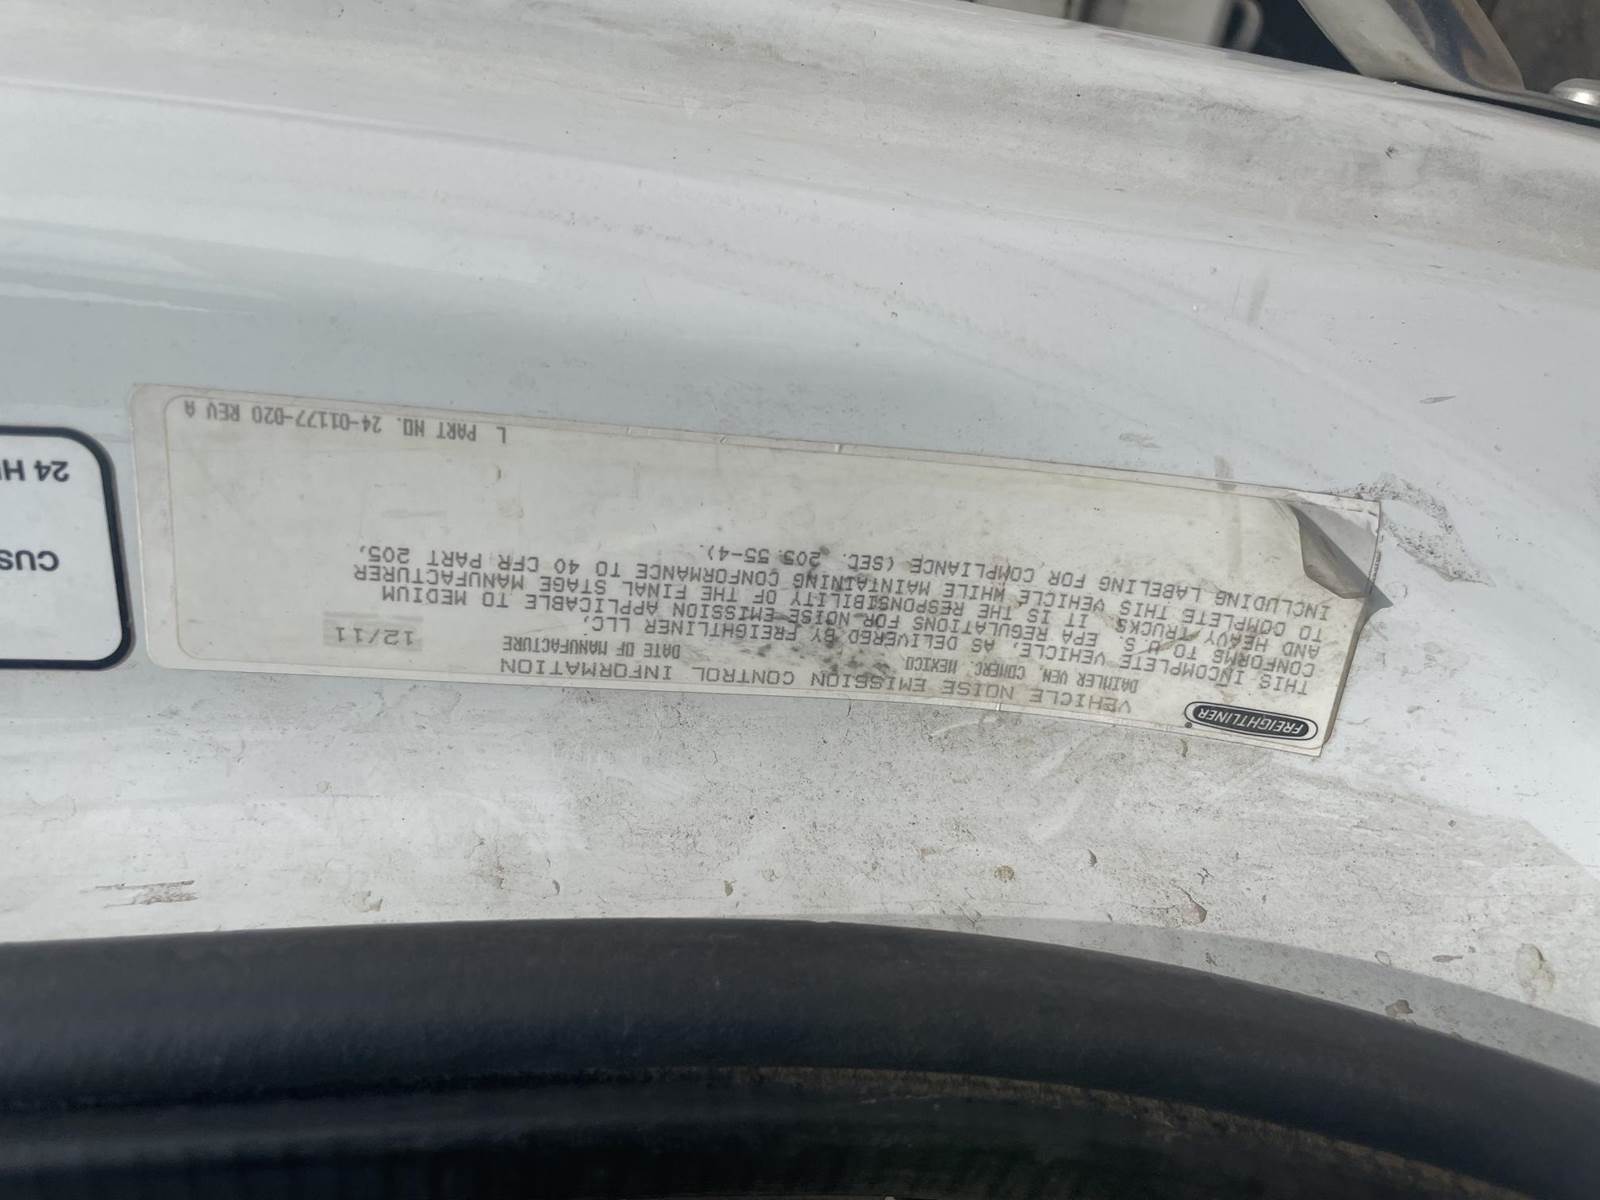 FREIGHTLINER
VEHICLE NOISE EMISSION CONTROL INFORMATION
DAIMLER VEH. COMERC. MEXICO DATE OF MANUFACTURE 12/11
THIS INCOMPLETE VEHICLE, AS DELIVERED BY FREIGHTLINER LLC,
CONFORMS TO U.S. EPA REGULATIONS FOR NOISE EMISSION APPLICABLE TO MEDIUM
AND HEAVY TRUCKS. IT IS THE RESPONSIBILITY OF THE FINAL STAGE MANUFACTURER
TO COMPLETE THIS VEHICLE WHILE MAINTAINING CONFORMANCE TO 40 CFR PART 205,
INCLUDING LABELING FOR COMPLIANCE (SEC. 205.55-4).
L PART NO. 24-01177-020 REV A
CUS
24 H